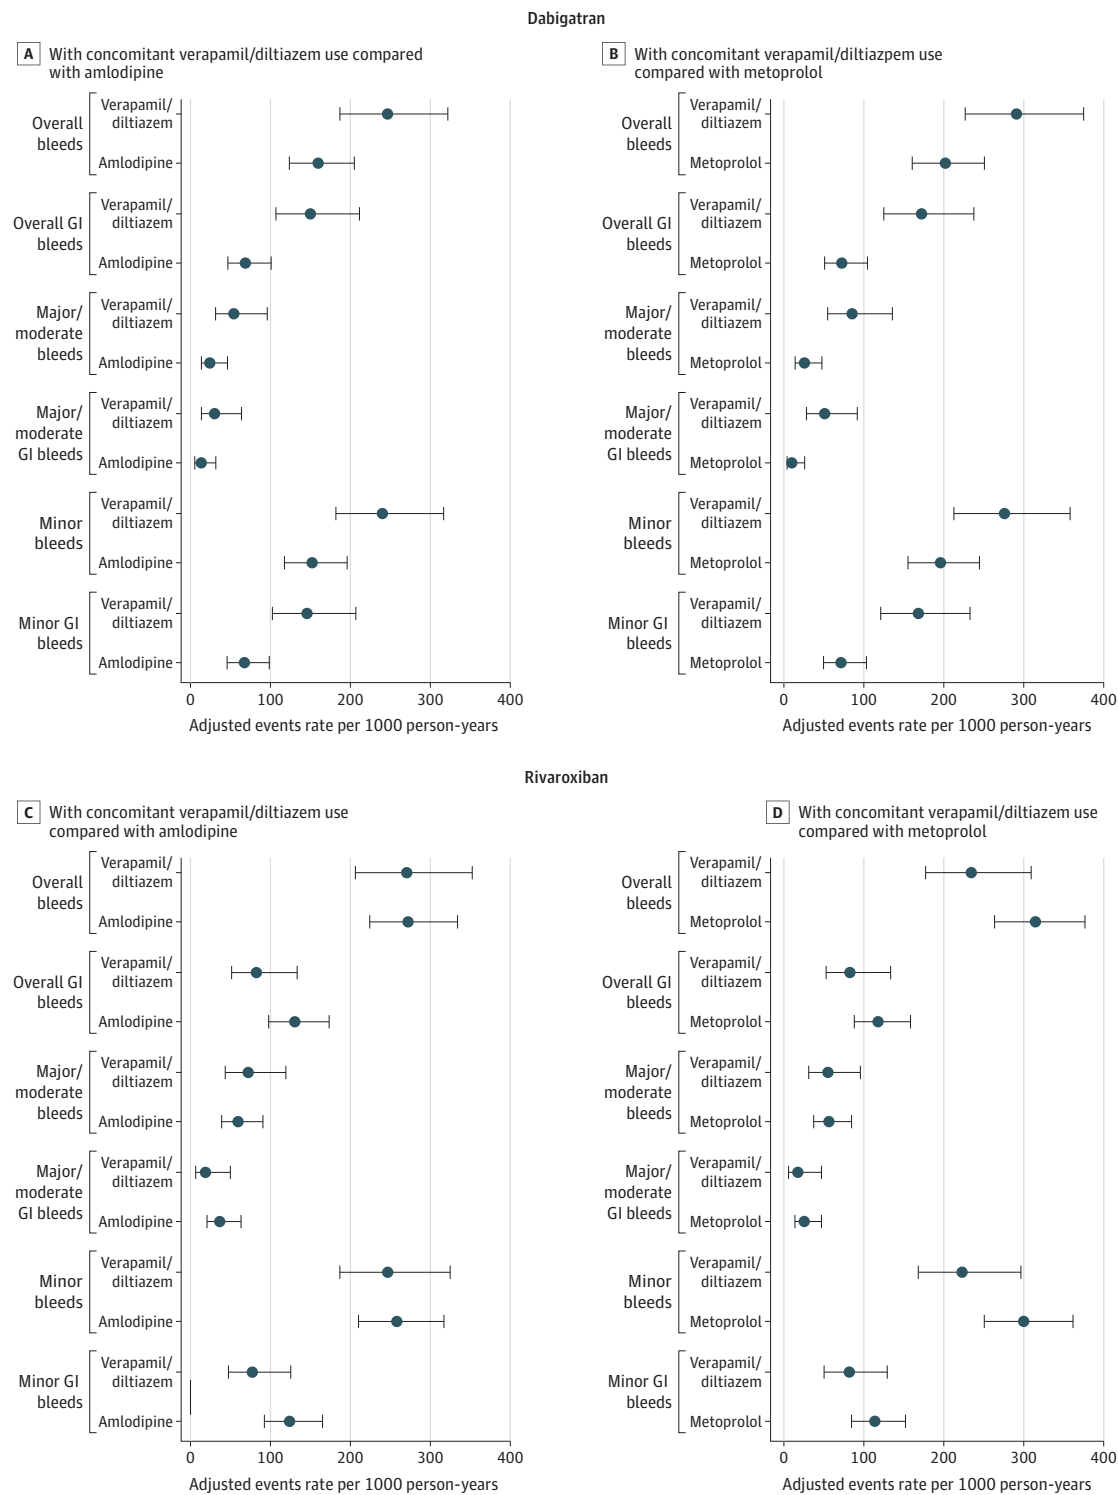 Dabigatran
A With concomitant verapamil/diltiazem use compared
with amlodipine
Overall
bleeds
Verapamil/
diltiazem
Amlodipine
Overall GI
bleeds
Verapamil/
diltiazem
Amlodipine
Major/
moderate
bleeds
Verapamil/
diltiazem
Amlodipine
Major/
moderate
GI bleeds
Verapamil/
diltiazem
Amlodipine
Minor
bleeds
Verapamil/
diltiazem
Amlodipine
Minor GI
bleeds
Verapamil/
diltiazem
Amlodipine
0 100 200 300 400
Adjusted events rate per 1000 person-years
B With concomitant verapamil/diltiazpem use
compared with metoprolol
Overall
bleeds
Verapamil/
diltiazem
Metoprolol
Overall GI
bleeds
Verapamil/
diltiazem
Metoprolol
Major/
moderate
bleeds
Verapamil/
diltiazem
Metoprolol
Major/
moderate
GI bleeds
Verapamil/
diltiazem
Metoprolol
Minor
bleeds
Verapamil/
diltiazem
Metoprolol
Minor GI
bleeds
Verapamil/
diltiazem
Metoprolol
0 100 200 300 400
Adjusted events rate per 1000 person-years
Rivaroxiban
C With concomitant verapamil/diltiazem use
compared with amlodipine
Overall
bleeds
Verapamil/
diltiazem
Amlodipine
Overall GI
bleeds
Verapamil/
diltiazem
Amlodipine
Major/
moderate
bleeds
Verapamil/
diltiazem
Amlodipine
Major/
moderate
GI bleeds
Verapamil/
diltiazem
Amlodipine
Minor
bleeds
Verapamil/
diltiazem
Amlodipine
Minor GI
bleeds
Verapamil/
diltiazem
Amlodipine
0 100 200 300 400
Adjusted events rate per 1000 person-years
D With concomitant verapamil/diltiazem use
compared with metoprolol
Overall
bleeds
Verapamil/
diltiazem
Metoprolol
Overall GI
bleeds
Verapamil/
diltiazem
Metoprolol
Major/
moderate
bleeds
Verapamil/
diltiazem
Metoprolol
Major/
moderate
GI bleeds
Verapamil/
diltiazem
Metoprolol
Minor
bleeds
Verapamil/
diltiazem
Metoprolol
Minor GI
bleeds
Verapamil/
diltiazem
Metoprolol
0 100 200 300 400
Adjusted events rate per 1000 person-years